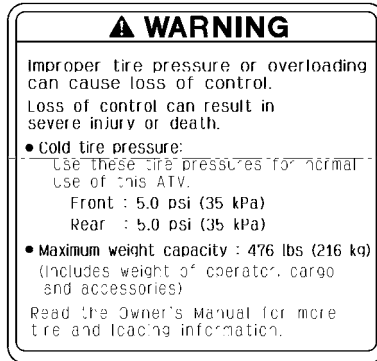 ⚠ WARNING
Improper tire pressure or overloading
can cause loss of control.
Loss of control can result in
severe injury or death.
• Cold tire pressure:
Use these tire pressures for normal
use of this ATV.
Front : 5.0 psi (35 kPa)
Rear : 5.0 psi (35 kPa)
• Maximum weight capacity : 476 lbs (216 kg)
(Includes weight of operator, cargo
and accessories)
Read the Owner's Manual for more
tire and loading information.